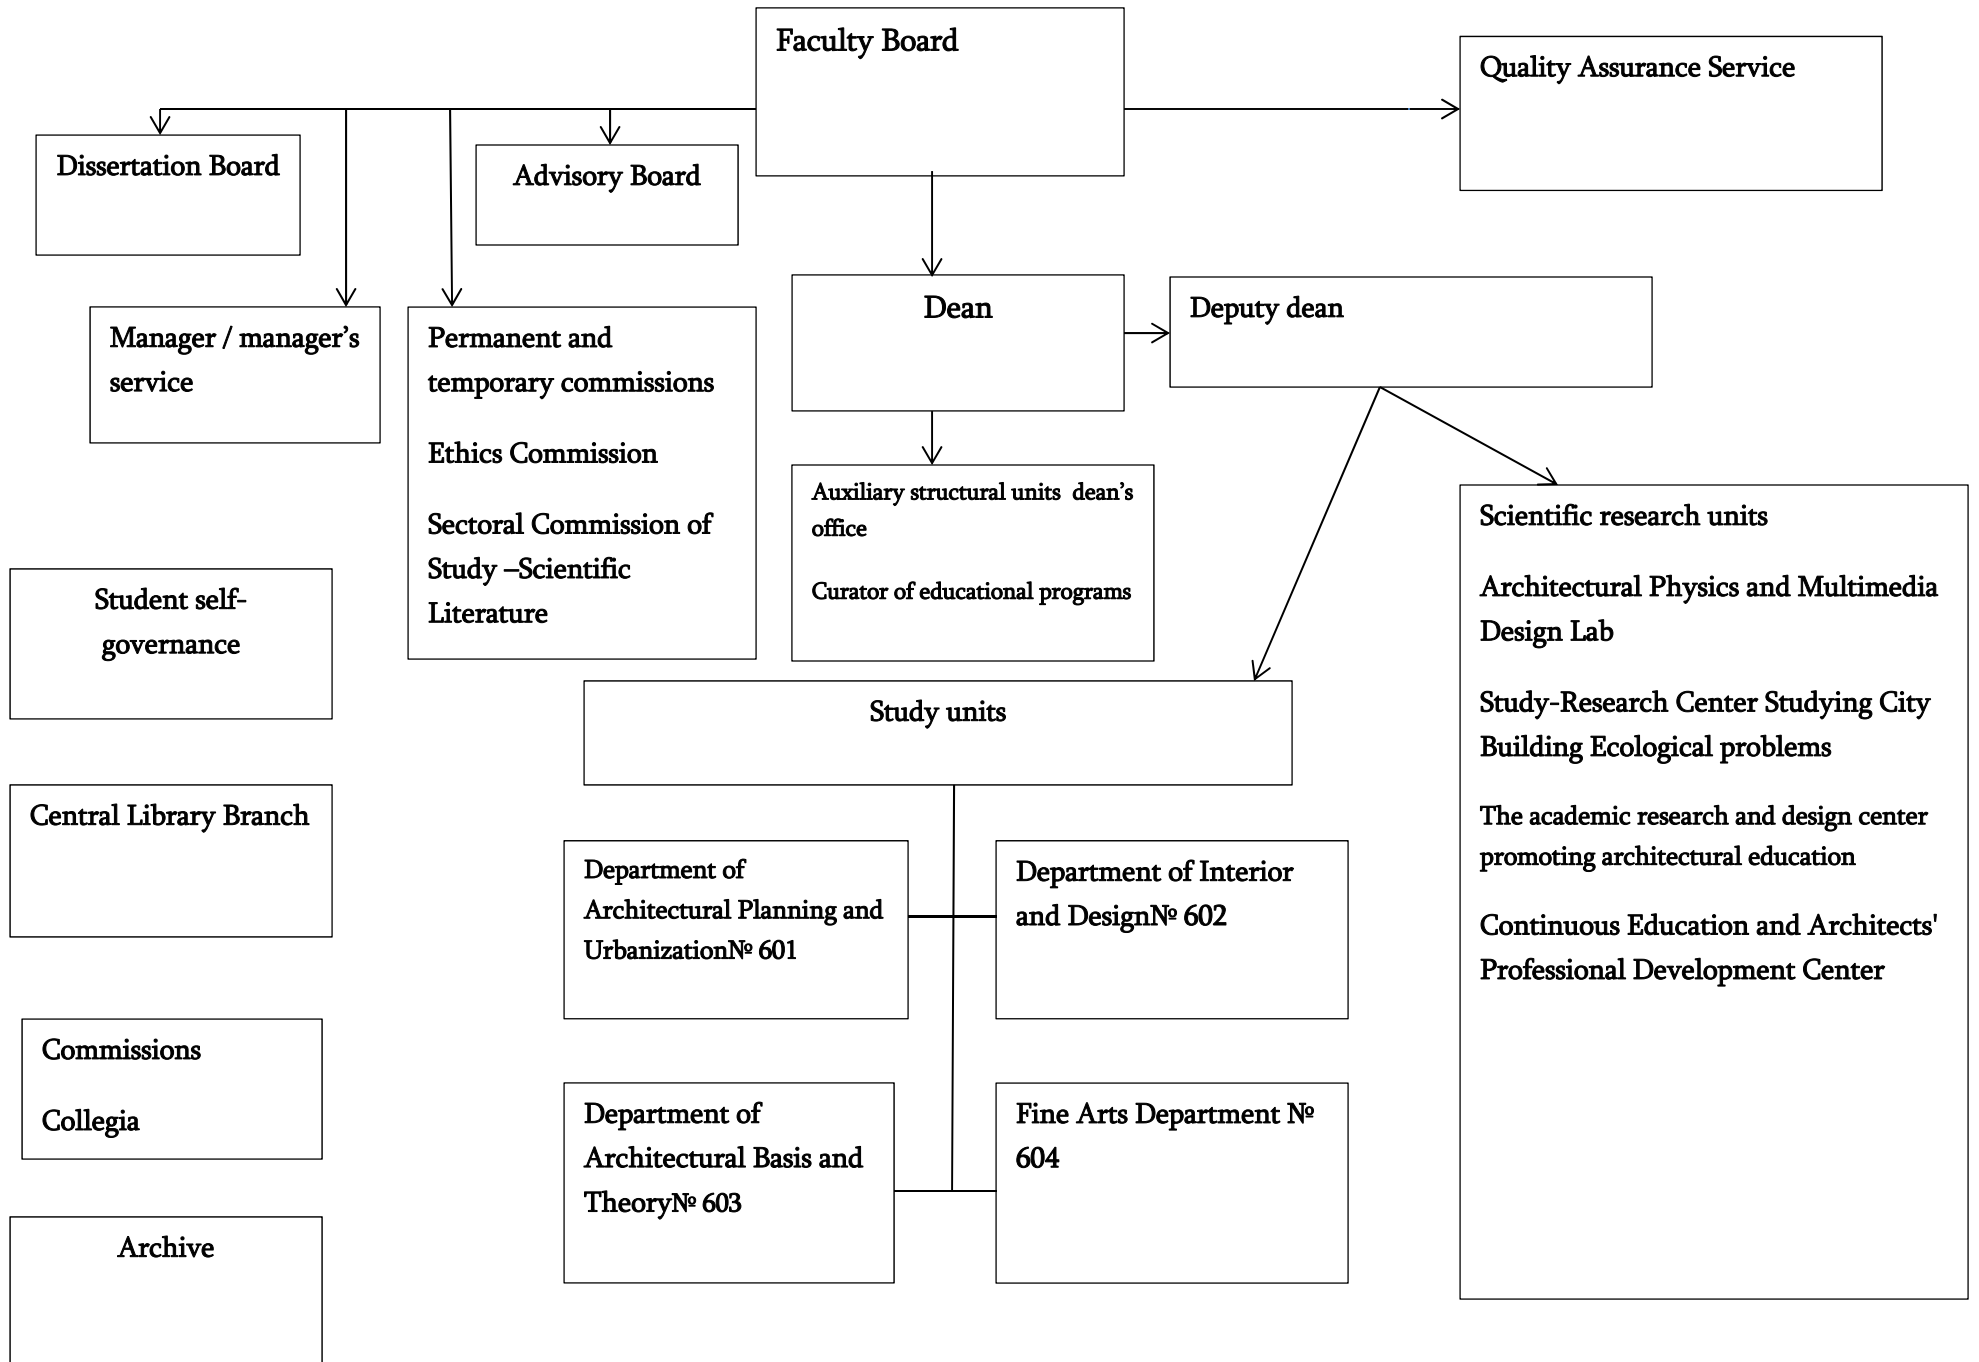 Faculty Board
Quality Assurance Service
Dissertation Board
Advisory Board
Dean
Deputy dean
Manager / manager’s
service
Permanent and
temporary commissions
Ethics Commission
Sectoral Commission of
Study –Scientific
Literature
Auxiliary structural units  dean’s
office
Curator of educational programs
Scientific research units
Architectural Physics and Multimedia
Design Lab
Study-Research Center Studying City
Building Ecological problems
The academic research and design center
promoting architectural education
Continuous Education and Architects'
Professional Development Center
Student self-
governance
Study units
Central Library Branch
Department of
Architectural Planning and
Urbanization№ 601
Department of Interior
and Design№ 602
Commissions
Collegia
Department of
Architectural Basis and
Theory№ 603
Fine Arts Department №
604
Archive